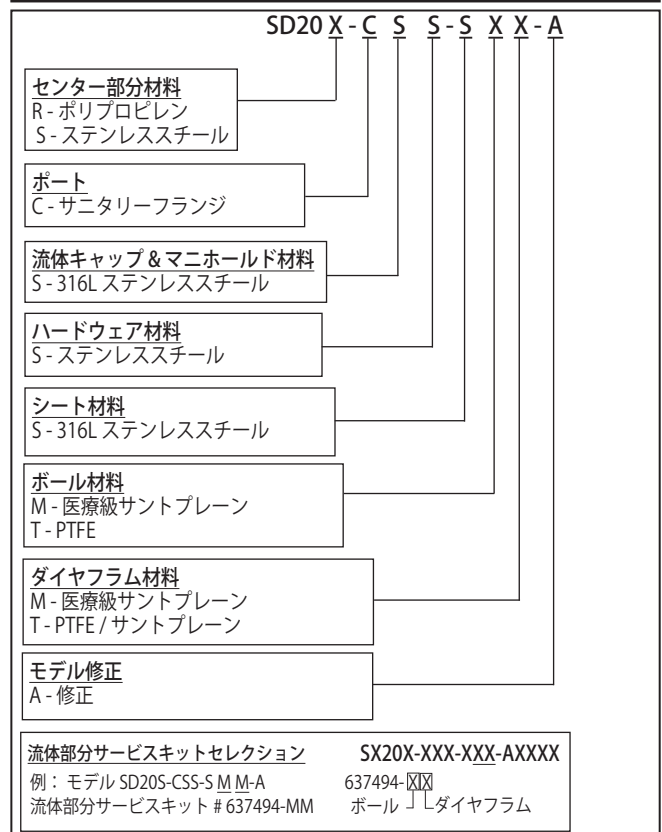 SD20 X - C S S - S X X - A
センター部分材料
R - ポリプロピレン
S - ステンレススチール
ポート
C - サニタリーフランジ
流体キャップ & マニホールド材料
S - 316L ステンレススチール
ハードウェア材料
S - ステンレススチール
シート材料
S - 316L ステンレススチール
ボール材料
M - 医療級サントプレーン
T - PTFE
ダイヤフラム材料
M - 医療級サントプレーン
T - PTFE / サントプレーン
モデル修正
A - 修正
流体部分サービスキットセレクション SX20X-XXX-XXX-AXXXX
例： モデル SD20S-CSS-S M M-A 637494-XX
流体部分サービスキット # 637494-MM ボール ダイヤフラム